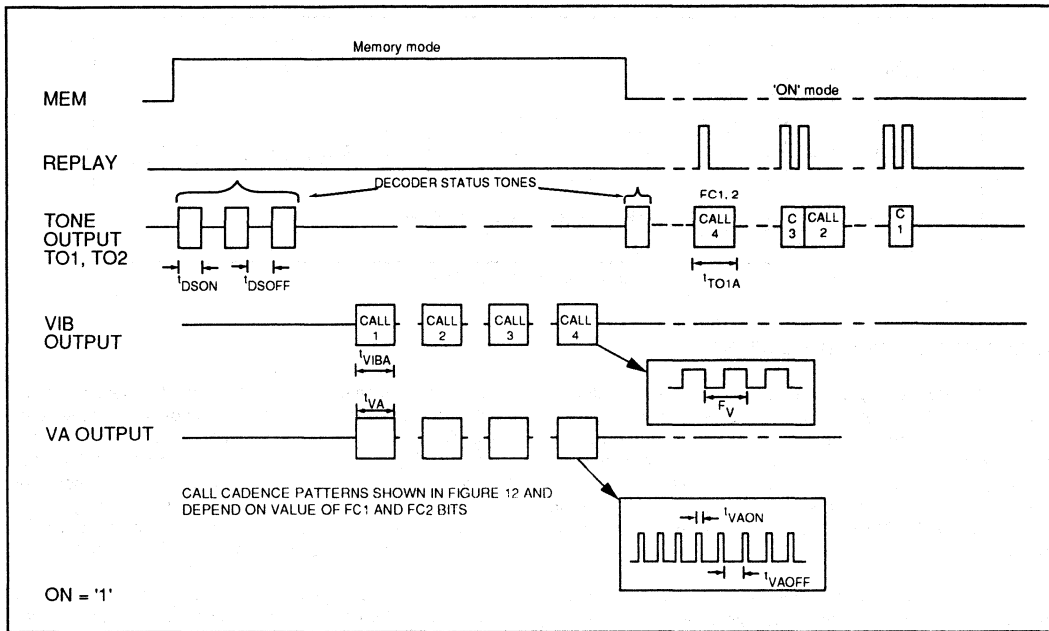 Memory mode
MEM
'ON' mode
REPLAY
DECODER STATUS TONES
FC1, 2
TONE
OUTPUT
TO1, TO2
CALL
4
C
3
CALL
2
C
1
tDSON
tDSOFF
tTO1A
VIB
OUTPUT
CALL
1
CALL
2
CALL
3
CALL
4
tVIBA
FV
tVA
VA OUTPUT
CALL CADENCE PATTERNS SHOWN IN FIGURE 12 AND
DEPEND ON VALUE OF FC1 AND FC2 BITS
tVAON
tVAOFF
ON = '1'